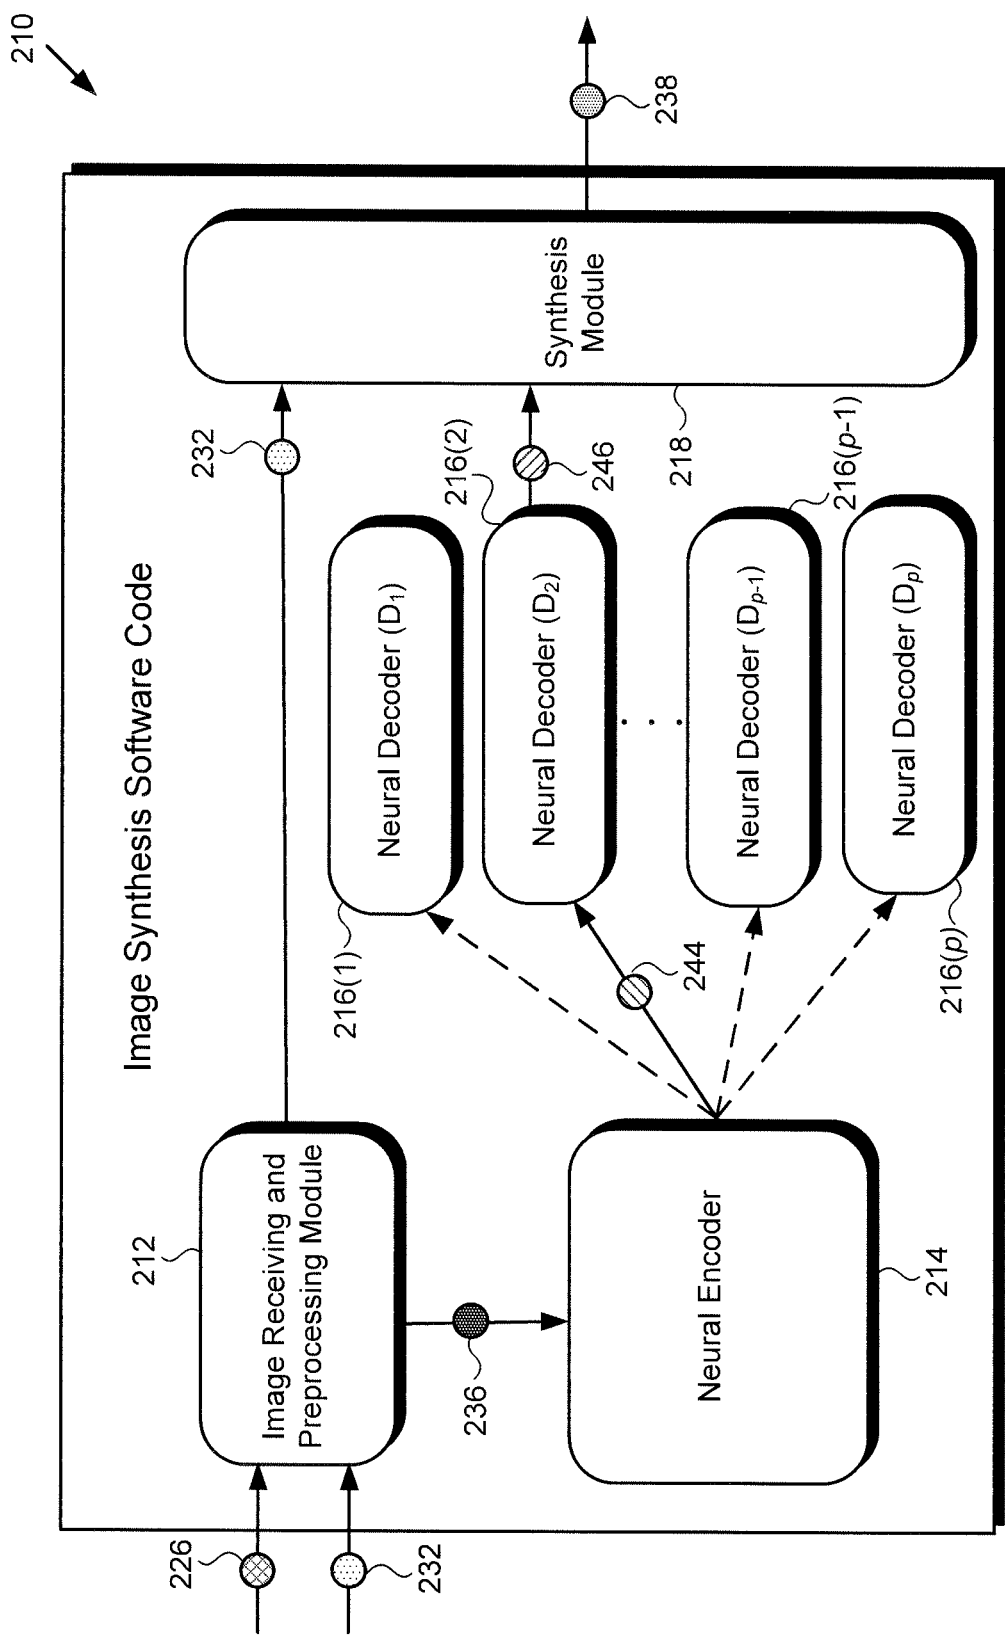 210
Image Synthesis Software Code
226
232
212
Image Receiving and
Preprocessing Module
232
236
Neural Encoder
214
244
216(1)
Neural Decoder (D1)
216(2)
Neural Decoder (D2)
246
. . .
Neural Decoder (Dp-1)
216(p-1)
Neural Decoder (Dp)
216(p)
Synthesis
Module
218
238